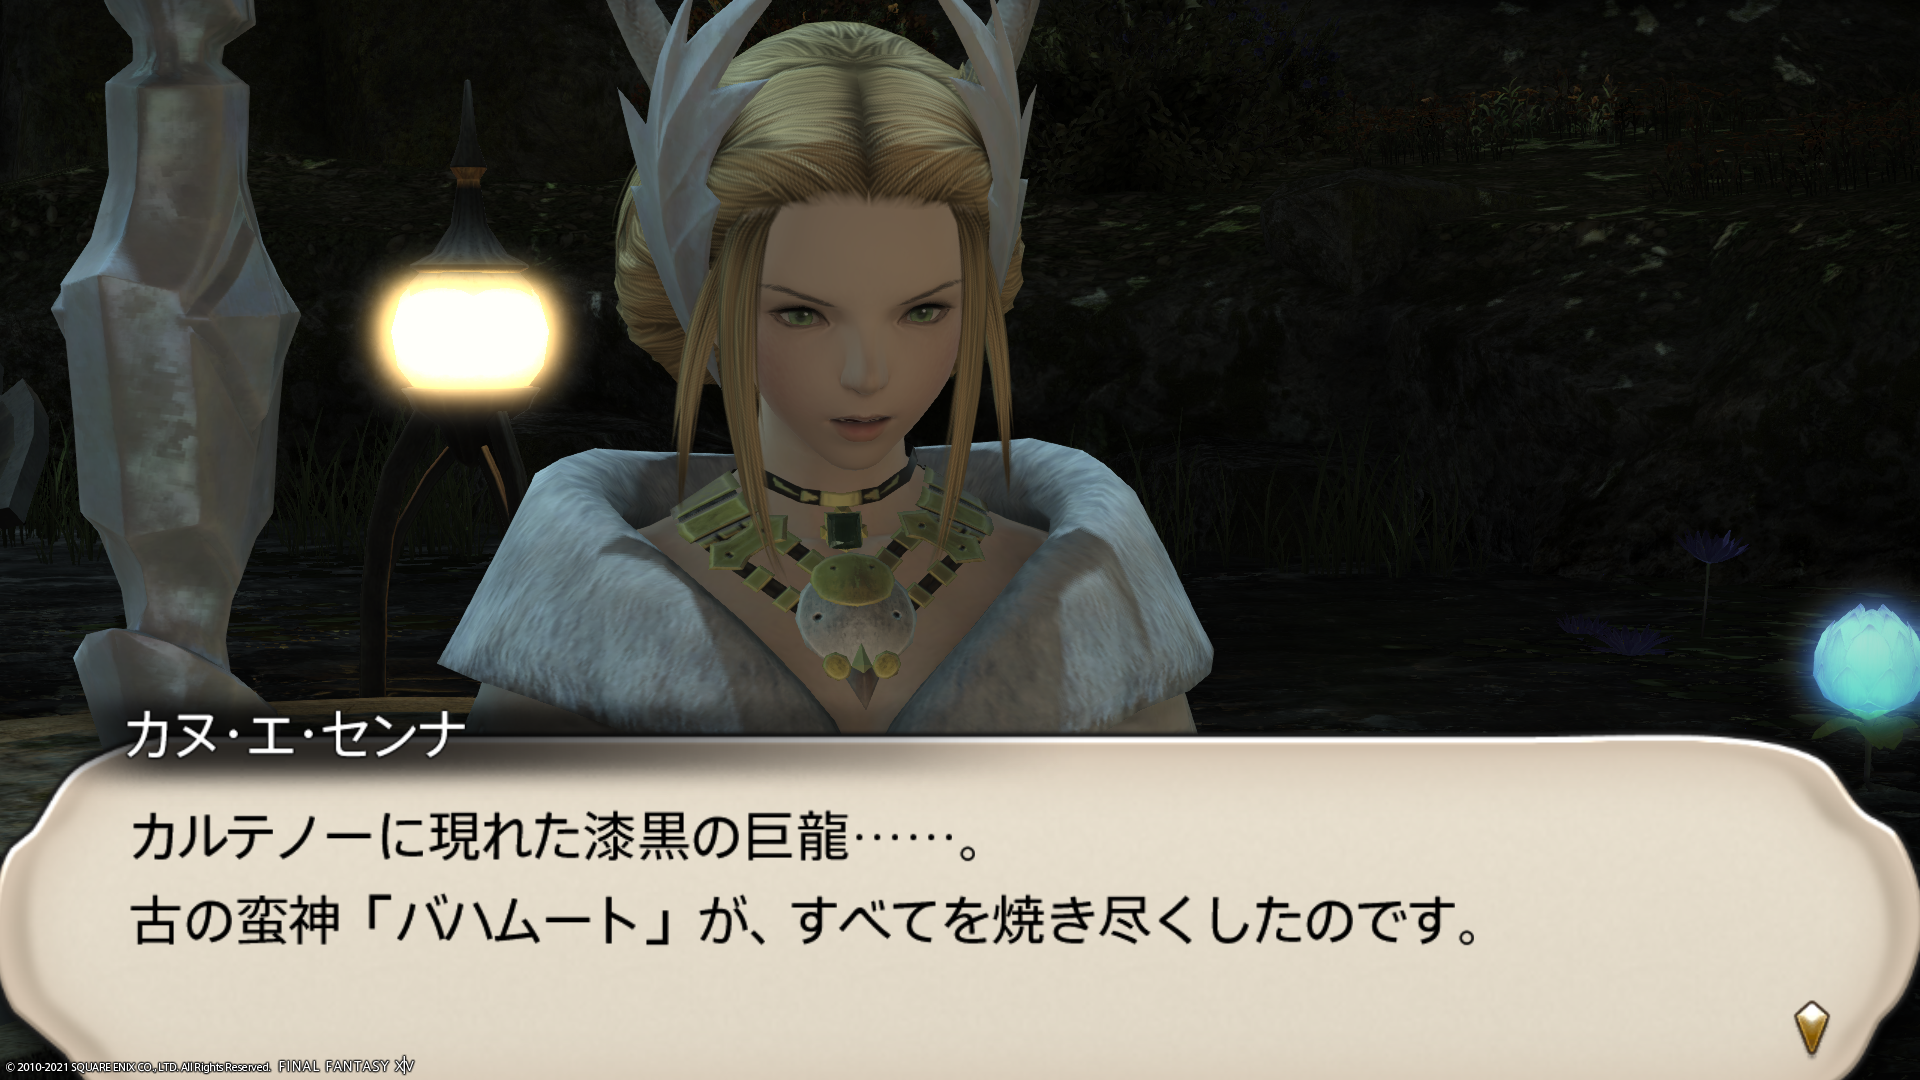 カヌ・エ・センナ
カルテノーに現れた漆黒の巨龍……。
古の蛮神「バハムート」が、すべてを焼き尽くしたのです。
© 2010-2021 SQUARE ENIX CO., LTD. All Rights Reserved. FINAL FANTASY XIV